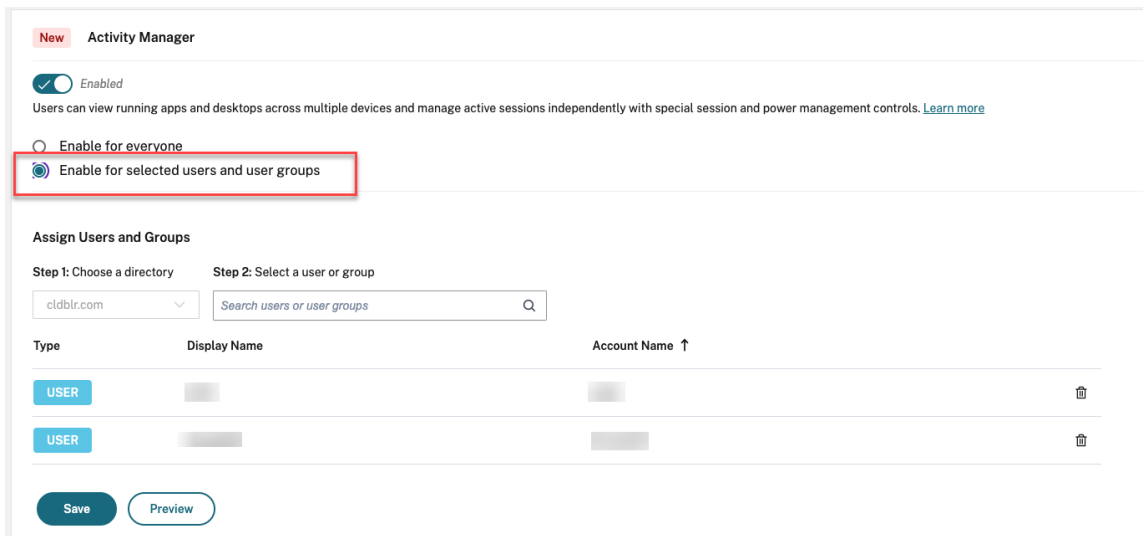 New Activity Manager
Enabled
Users can view running apps and desktops across multiple devices and manage active sessions independently with special session and power management controls. Learn more
Enable for everyone
Enable for selected users and user groups
Assign Users and Groups
Step 1: Choose a directory Step 2: Select a user or group
cldblr.com Search users or user groups
Type Display Name Account Name ↑
USER
USER
Save Preview